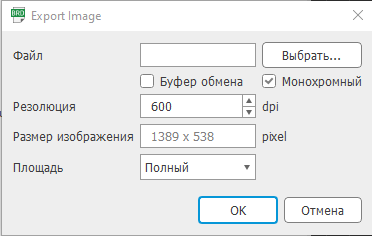 BRD Export Image
Файл Выбрать...
Буфер обмена Монохромный
Резолюция 600 dpi
Размер изображения 1389 x 538 pixel
Площадь Полный
OK Отмена